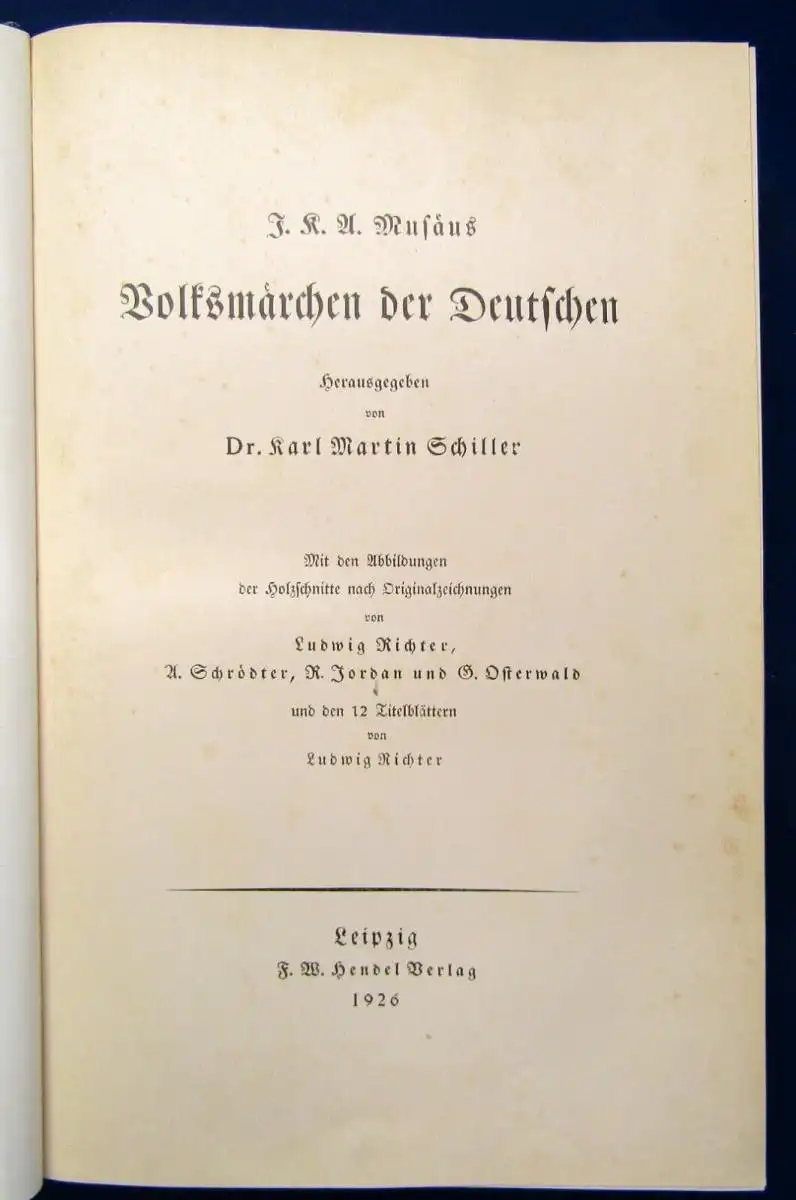 J. K. A. Musäus
Volksmärchen der Deutschen
Herausgegeben
von
Dr. Karl Martin Schiller
Mit den Abbildungen
der Holzschnitte nach Originalzeichnungen
von
Ludwig Richter,
A. Schrödter, R. Jordan und G. Osterwald
und den 12 Titelblättern
von
Ludwig Richter
Leipzig
F. W. Hendel Verlag
1926